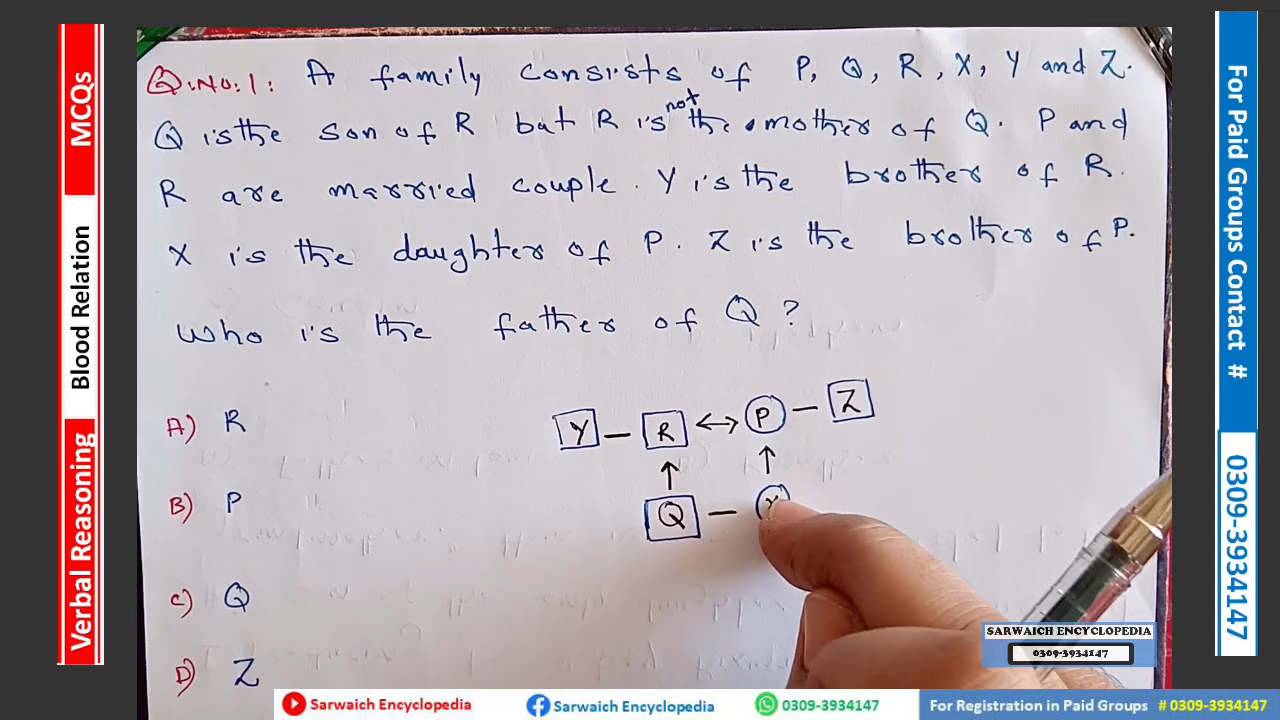 MCQs
Blood Relation
Verbal Reasoning
Q.No.1: A family consists of P, Q, R, X, Y and Z.
Q is the son of R but R is not the mother of Q. P and
R are married couple. Y is the brother of R.
X is the daughter of P. Z is the brother of P.
Who is the father of Q?
A) R
B) P
C) Q
D) Z
Y — R ↔ P — Z
↑ ↑
Q — X
For Paid Groups Contact #
0309-3934147
SARWAICH ENCYCLOPEDIA
0309-3934147
Sarwaich Encyclopedia
Sarwaich Encyclopedia
0309-3934147
For Registration in Paid Groups # 0309-3934147